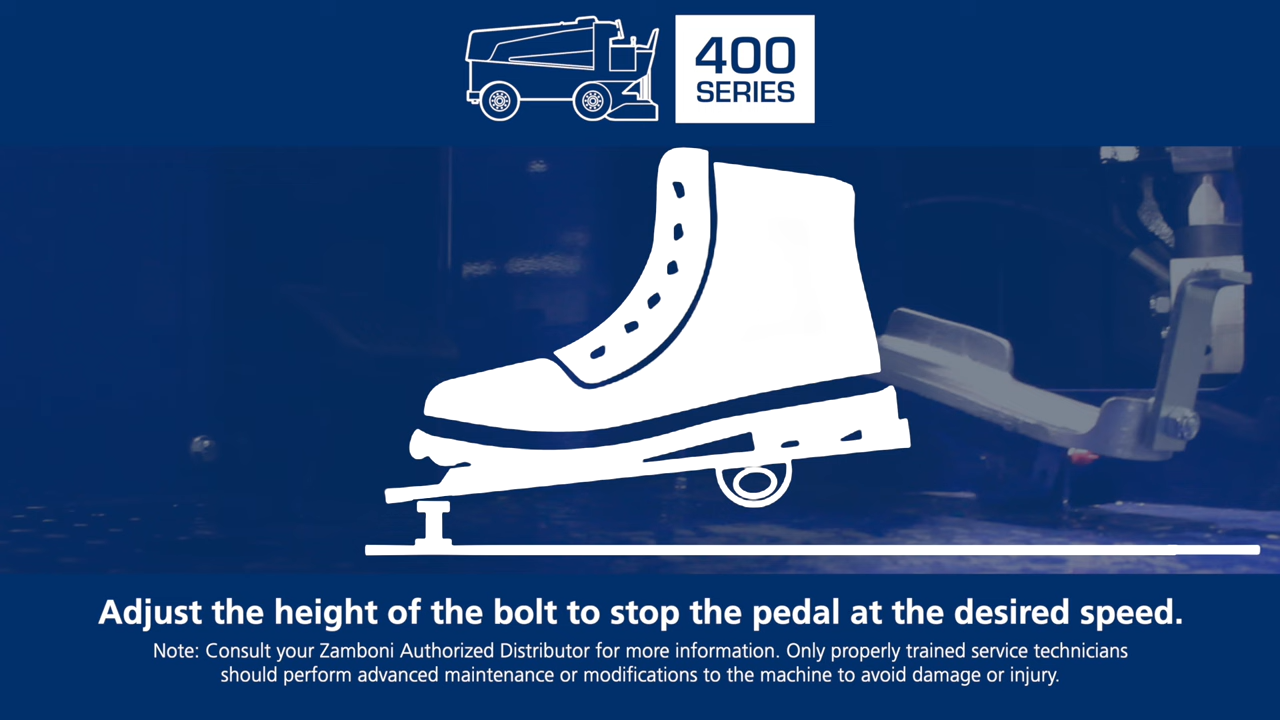 400
SERIES
Adjust the height of the bolt to stop the pedal at the desired speed.
Note: Consult your Zamboni Authorized Distributor for more information. Only properly trained service technicians
should perform advanced maintenance or modifications to the machine to avoid damage or injury.